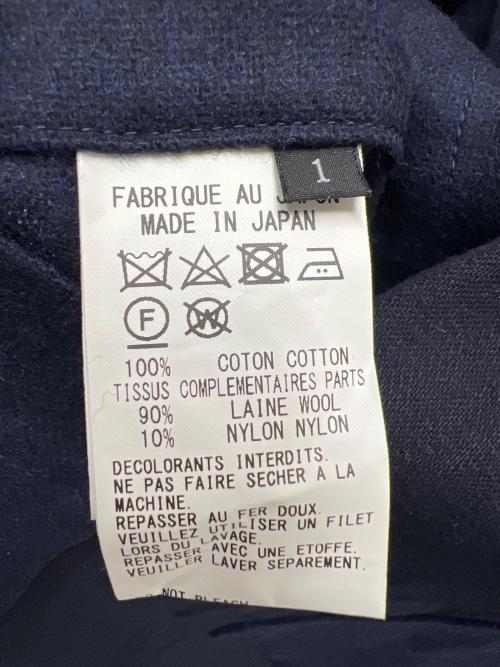 1
FABRIQUE AU JAPON
MADE IN JAPAN
F W
100% COTON COTTON
TISSUS COMPLEMENTAIRES PARTS
90% LAINE WOOL
10% NYLON NYLON
DECOLORANTS INTERDITS.
NE PAS FAIRE SECHER A LA
MACHINE.
REPASSER AU FER DOUX.
VEUILLEZ UTILISER UN FILET
LORS DU LAVAGE.
REPASSER AVEC UNE ETOFFE.
VEUILLER LAVER SEPAREMENT.
NOT BLEACH